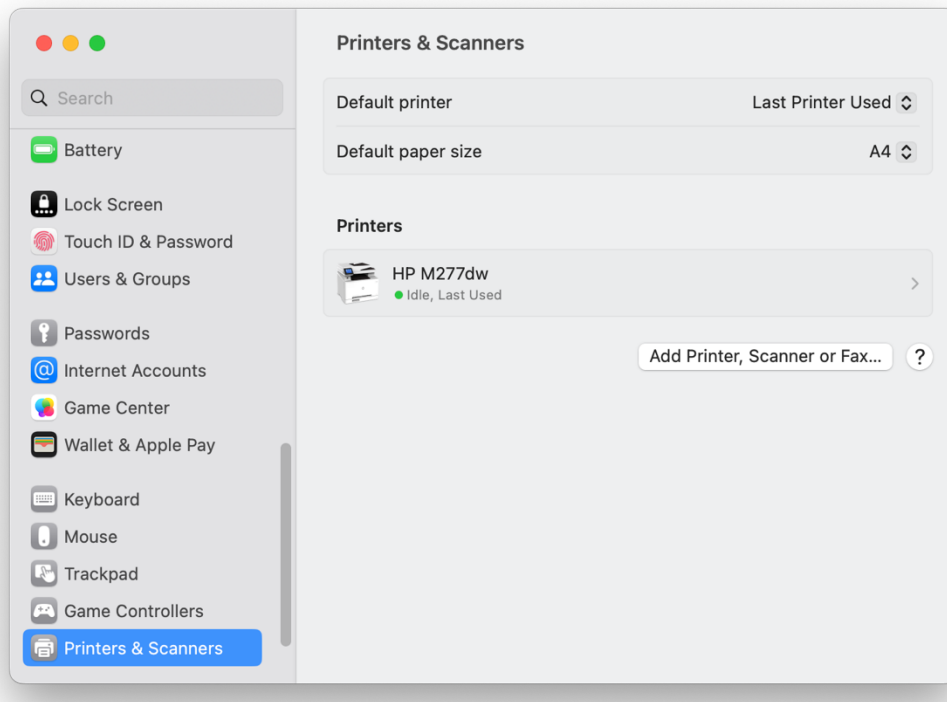 Search
Battery
Lock Screen
Touch ID & Password
Users & Groups
Passwords
Internet Accounts
Game Center
Wallet & Apple Pay
Keyboard
Mouse
Trackpad
Game Controllers
Printers & Scanners
Printers & Scanners
Default printer Last Printer Used
Default paper size A4
Printers
HP M277dw
Idle, Last Used
Add Printer, Scanner or Fax... ?